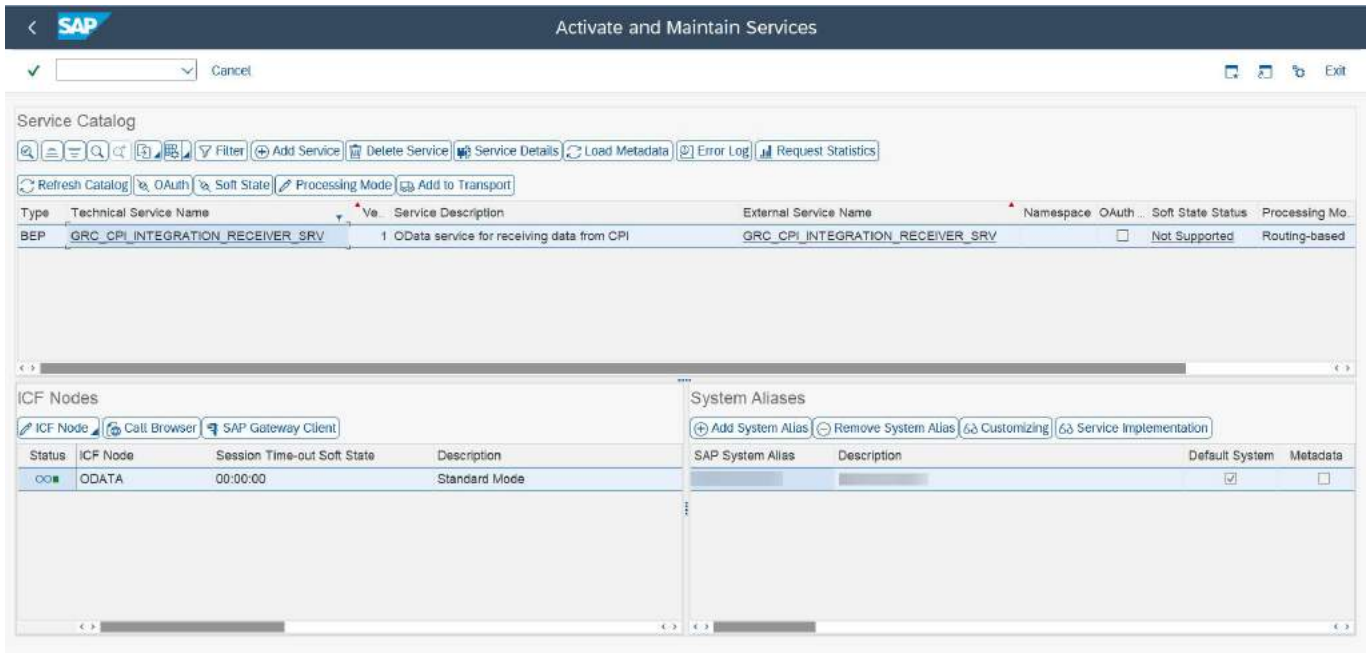 SAP Activate and Maintain Services
Cancel Exit
Service Catalog
Filter Add Service Delete Service Service Details Load Metadata Error Log Request Statistics
Refresh Catalog OAuth Soft State Processing Mode Add to Transport
Type Technical Service Name Ve.. Service Description External Service Name Namespace OAuth .. Soft State Status Processing Mo..
BEP GRC_CPI_INTEGRATION_RECEIVER_SRV 1 OData service for receiving data from CPI GRC_CPI_INTEGRATION_RECEIVER_SRV Not Supported Routing-based
ICF Nodes
ICF Node Call Browser SAP Gateway Client
Status ICF Node Session Time-out Soft State Description
ODATA 00:00:00 Standard Mode
System Aliases
Add System Alias Remove System Alias Customizing Service Implementation
SAP System Alias Description Default System Metadata